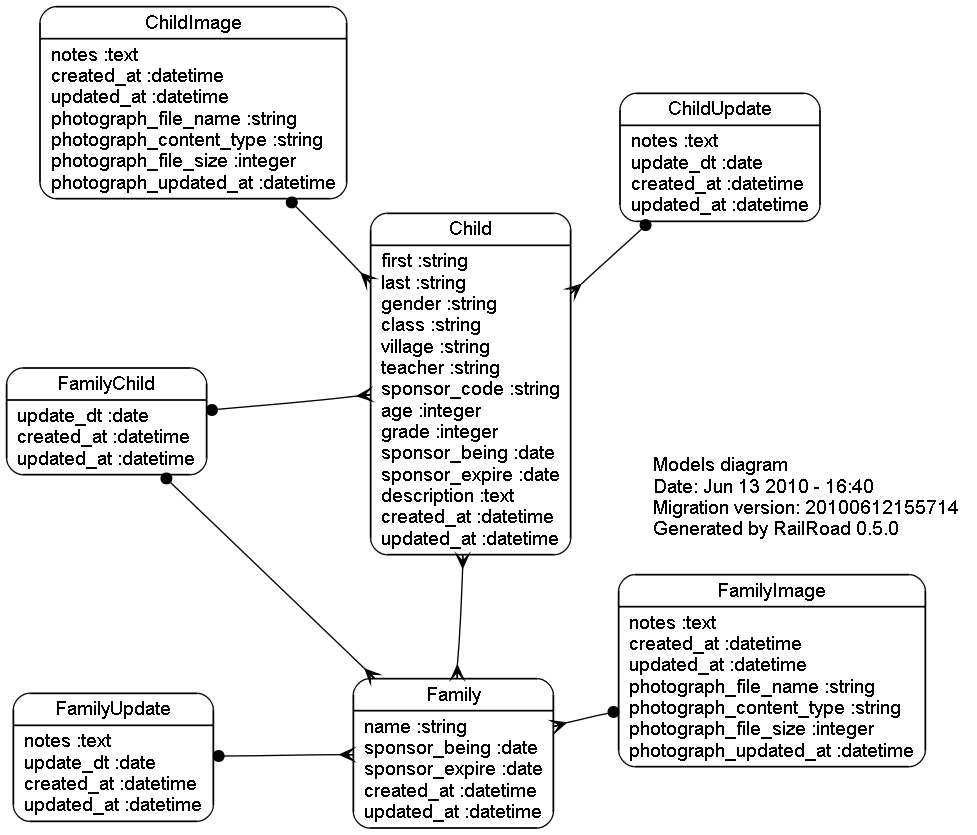 ChildImage
notes :text
created_at :datetime
updated_at :datetime
photograph_file_name :string
photograph_content_type :string
photograph_file_size :integer
photograph_updated_at :datetime
ChildUpdate
notes :text
update_dt :date
created_at :datetime
updated_at :datetime
Child
first :string
last :string
gender :string
class :string
village :string
teacher :string
sponsor_code :string
age :integer
grade :integer
sponsor_being :date
sponsor_expire :date
description :text
created_at :datetime
updated_at :datetime
FamilyChild
update_dt :date
created_at :datetime
updated_at :datetime
Models diagram
Date: Jun 13 2010 - 16:40
Migration version: 20100612155714
Generated by RailRoad 0.5.0
FamilyImage
notes :text
created_at :datetime
updated_at :datetime
photograph_file_name :string
photograph_content_type :string
photograph_file_size :integer
photograph_updated_at :datetime
Family
name :string
sponsor_being :date
sponsor_expire :date
created_at :datetime
updated_at :datetime
FamilyUpdate
notes :text
update_dt :date
created_at :datetime
updated_at :datetime